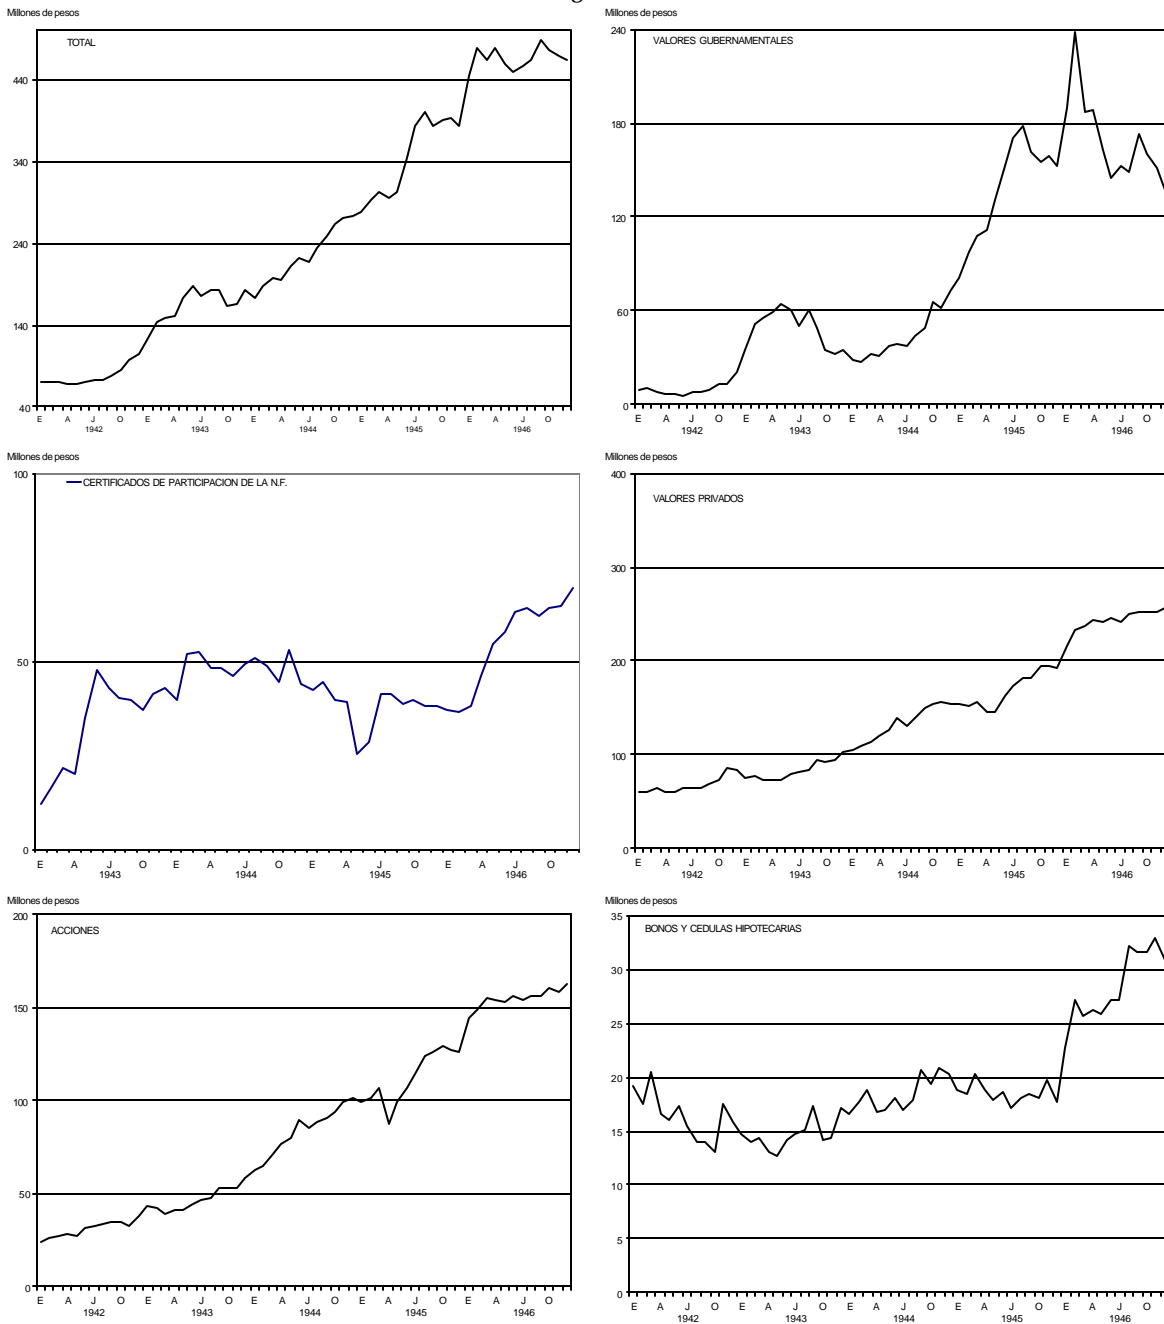 Millones de pesos
TOTAL
440
340
240
140
40
E A J O E A J O E A J O E A J O E A J O
1942 1943 1944 1945 1946
Millones de pesos
VALORES GUBERNAMENTALES
240
180
120
60
0
E A J O E A J O E A J O E A J O E A J O
1942 1943 1944 1945 1946
Millones de pesos
CERTIFICADOS DE PARTICIPACION DE LA N.F.
100
50
0
E A J O E A J O E A J O E A J O
1943 1944 1945 1946
Millones de pesos
VALORES PRIVADOS
400
300
200
100
0
E A J O E A J O E A J O E A J O E A J O
1942 1943 1944 1945 1946
Millones de pesos
ACCIONES
200
150
100
50
0
E A J O E A J O E A J O E A J O E A J O
1942 1943 1944 1945 1946
Millones de pesos
BONOS Y CEDULAS HIPOTECARIAS
35
30
25
20
15
10
5
0
E A J O E A J O E A J O E A J O E A J O
1942 1943 1944 1945 1946